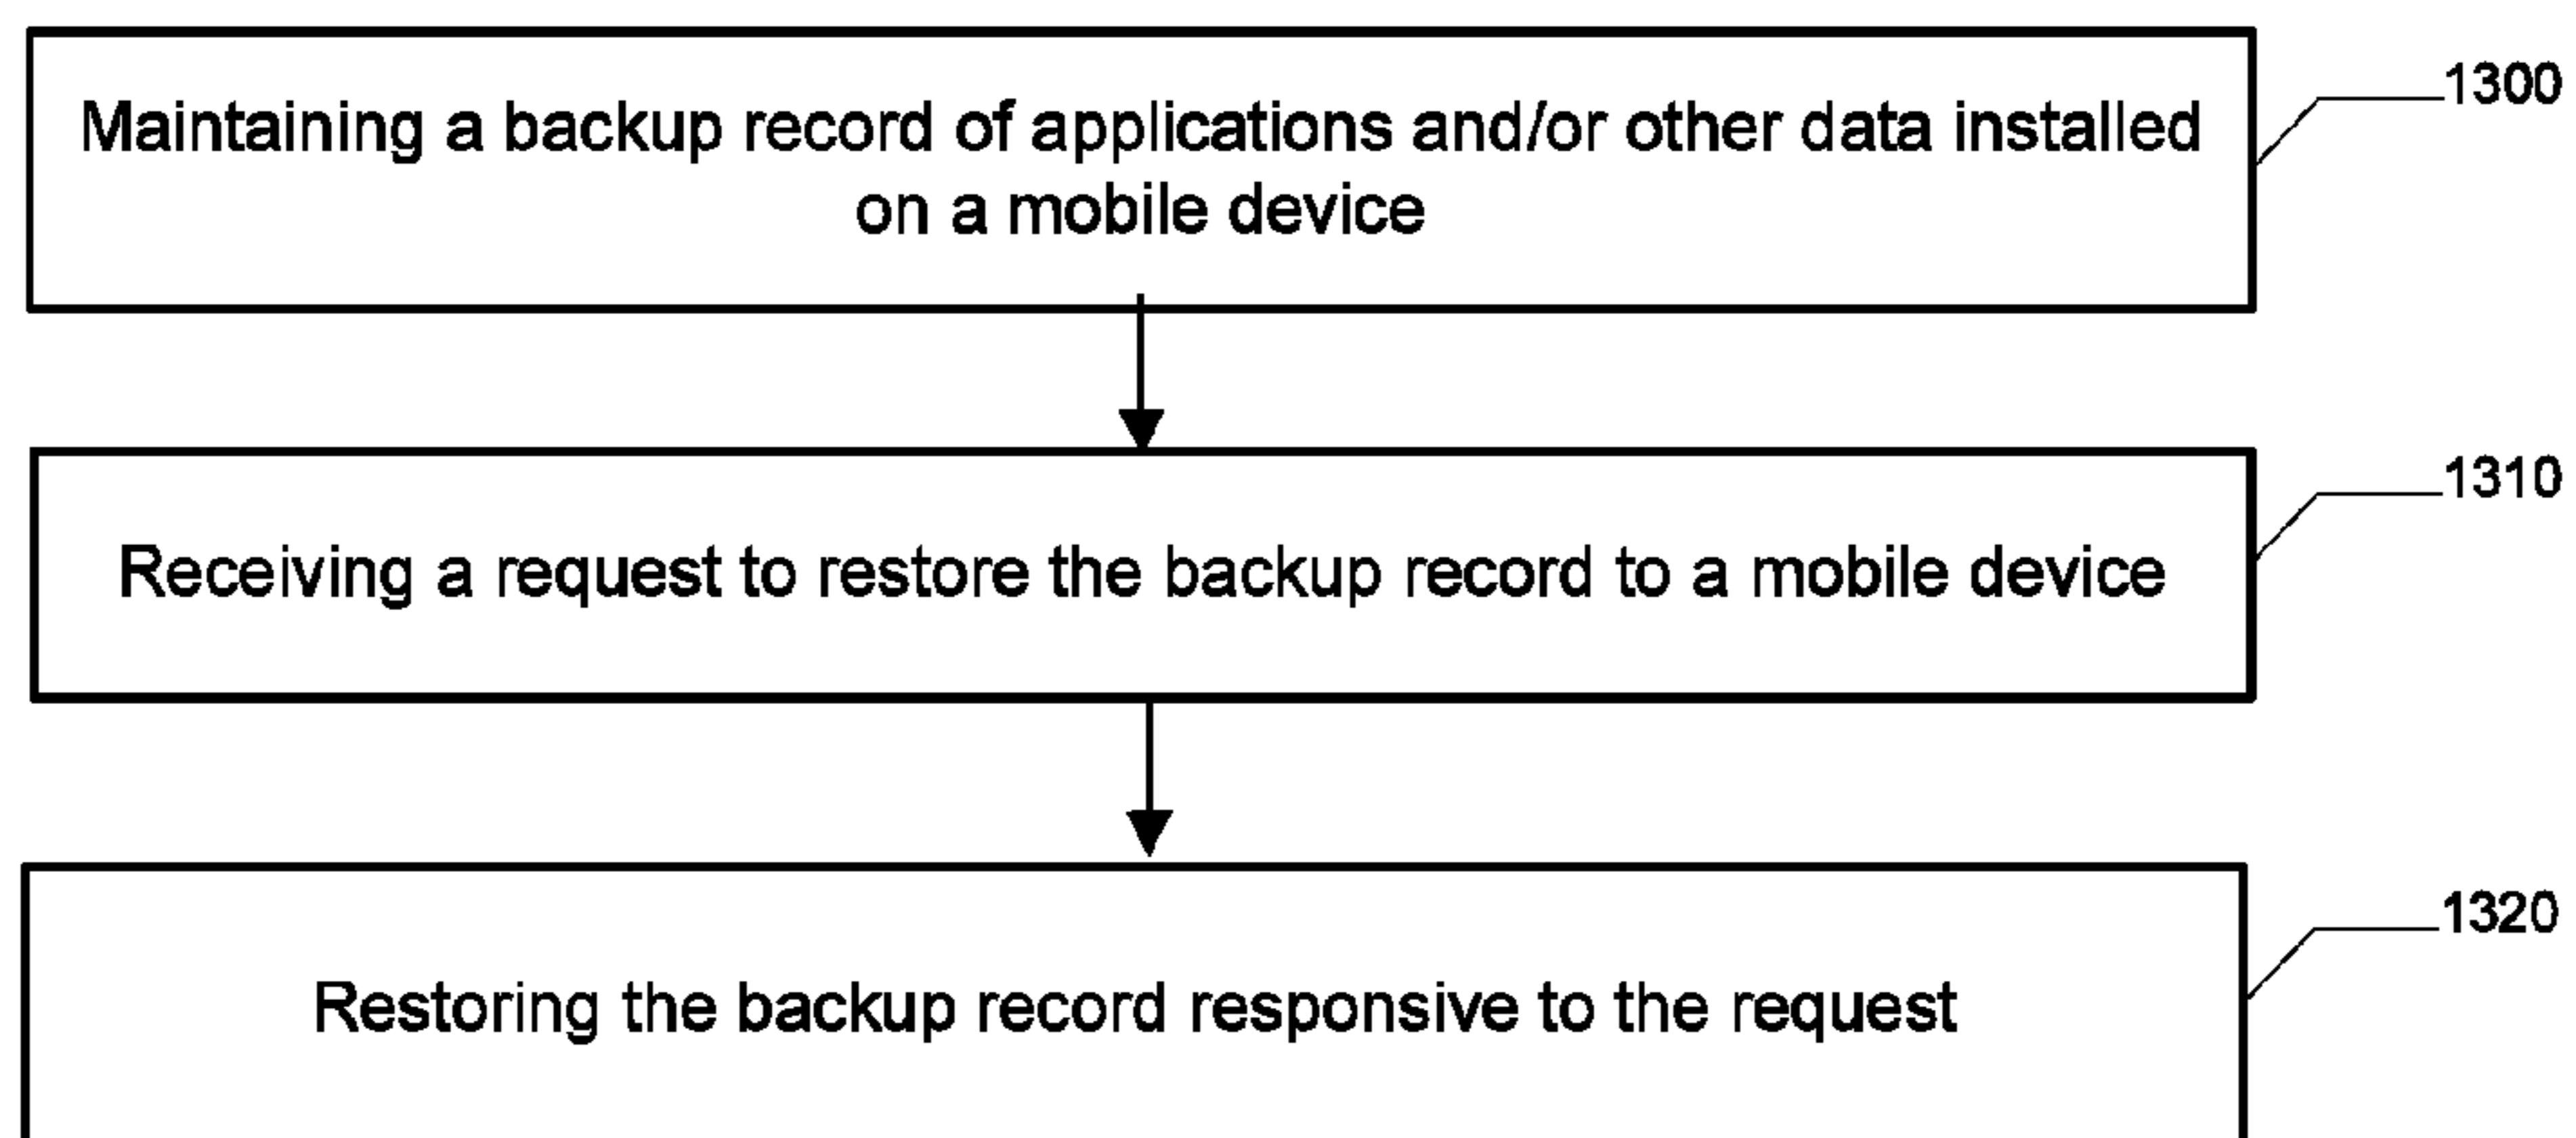 Maintaining a backup record of applications and/or other data installed
on a mobile device
1300
Receiving a request to restore the backup record to a mobile device
1310
Restoring the backup record responsive to the request
1320